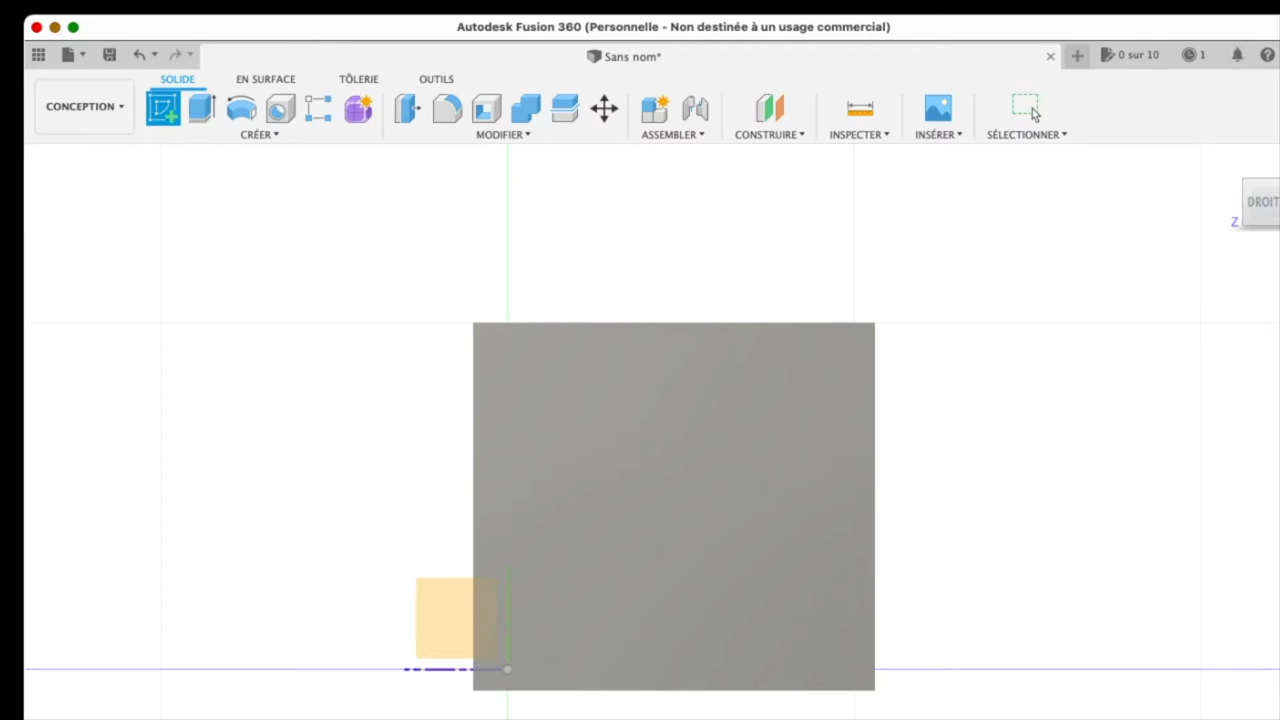 Autodesk Fusion 360 (Personnelle - Non destinée à un usage commercial)
Sans nom*
0 sur 10
1
SOLIDE EN SURFACE TÔLERIE OUTILS
CONCEPTION
CRÉER MODIFIER ASSEMBLER CONSTRUIRE INSPECTER INSÉRER SÉLECTIONNER
DROIT
Z